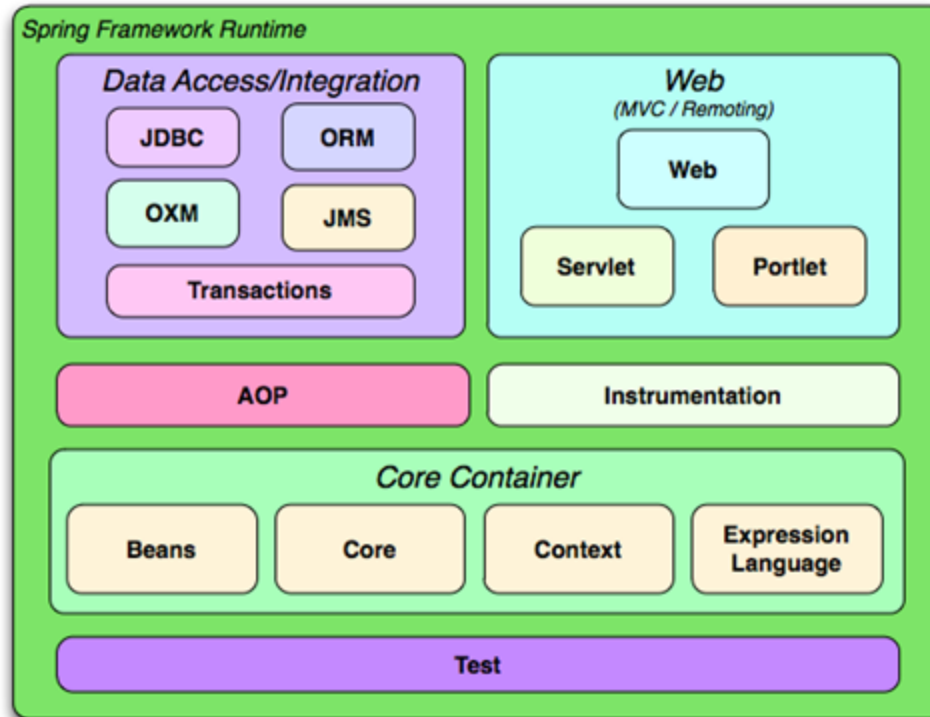 Spring Framework Runtime
Data Access/Integration
JDBC
ORM
OXM
JMS
Transactions
Web
(MVC / Remoting)
Web
Servlet
Portlet
AOP
Instrumentation
Core Container
Beans
Core
Context
Expression
Language
Test